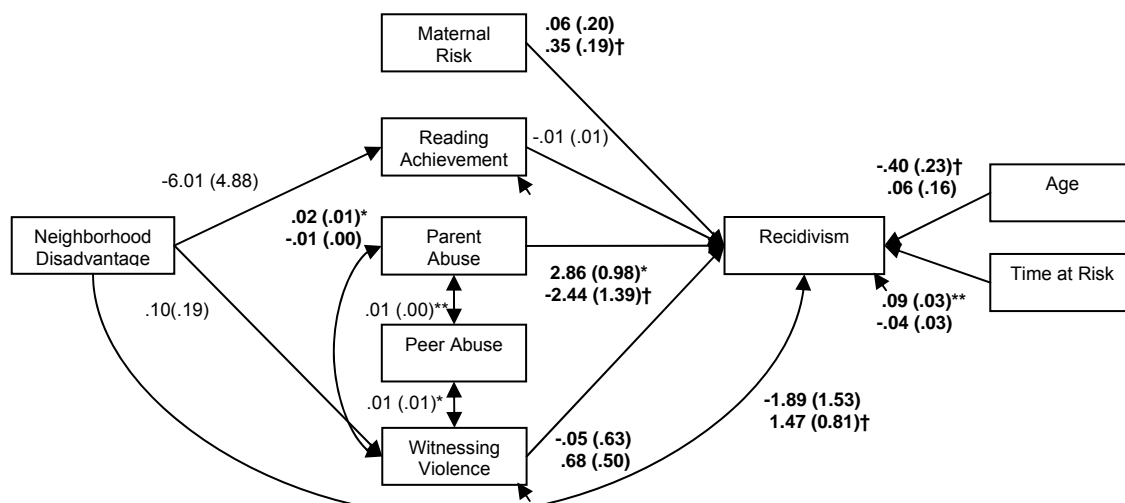 Maternal
Risk
.06 (.20)
.35 (.19)†
Reading
Achievement
-.01 (.01)
-6.01 (4.88)
-.40 (.23)†
.06 (.16)
Age
.02 (.01)*
-.01 (.00)
Neighborhood
Disadvantage
Parent
Abuse
Recidivism
2.86 (0.98)*
-2.44 (1.39)†
Time at Risk
.09 (.03)**
-.04 (.03)
.10(.19)
.01 (.00)**
Peer Abuse
.01 (.01)*
-1.89 (1.53)
1.47 (0.81)†
Witnessing
Violence
-.05 (.63)
.68 (.50)